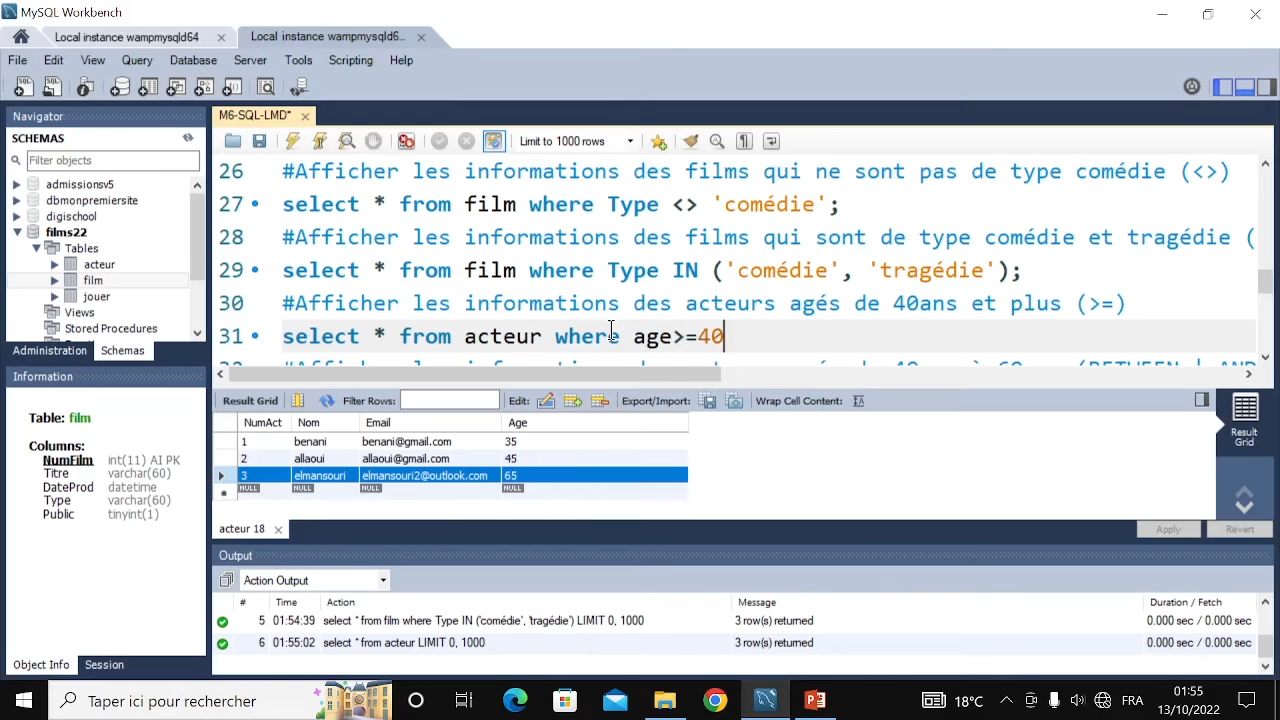 MySQL Workbench
Local instance wampmysqld64 ×
Local instance wampmysqld6... ×
File Edit View Query Database Server Tools Scripting Help
Navigator
SCHEMAS
Filter objects
admissionsv5
dbmonpremiersite
digischool
films22
Tables
acteur
film
jouer
Views
Stored Procedures
Administration Schemas
Information
Table: film
Columns:
NumFilm int(11) AI PK
Titre varchar(60)
DateProd datetime
Type varchar(60)
Public tinyint(1)
Object Info Session
M6-SQL-LMD* ×
Limit to 1000 rows
26 #Afficher les informations des films qui ne sont pas de type comédie (<>)
27 select * from film where Type <> 'comédie';
28 #Afficher les informations des films qui sont de type comédie et tragédie (
29 select * from film where Type IN ('comédie', 'tragédie');
30 #Afficher les informations des acteurs agés de 40ans et plus (>=)
31 select * from acteur where age>=40
Result Grid Filter Rows: Edit: Export/Import: Wrap Cell Content:
NumAct Nom Email Age
1 benani benani@gmail.com 35
2 allaoui allaoui@gmail.com 45
3 elmansouri elmansouri2@outlook.com 65
NULL NULL NULL NULL
Result
Grid
acteur 18 ×
Apply Revert
Output
Action Output
# Time Action Message Duration / Fetch
5 01:54:39 select * from film where Type IN ('comédie', 'tragédie') LIMIT 0, 1000 3 row(s) returned 0.000 sec / 0.000 sec
6 01:55:02 select * from acteur LIMIT 0, 1000 3 row(s) returned 0.000 sec / 0.000 sec
Taper ici pour rechercher
18°C
FRA
01:55
13/10/2022